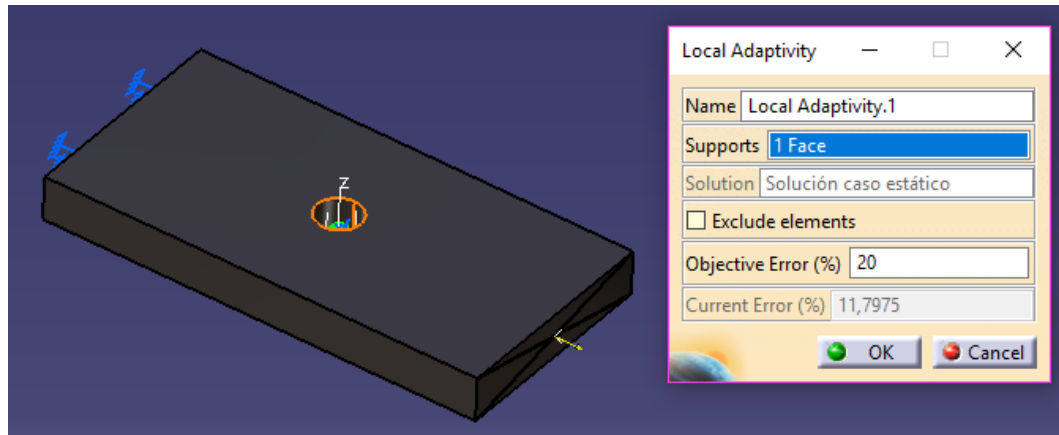 Local Adaptivity
Name Local Adaptivity.1
Supports 1 Face
Solution Solución caso estático
Exclude elements
Objective Error (%) 20
Current Error (%) 11,7975
OK Cancel
Z